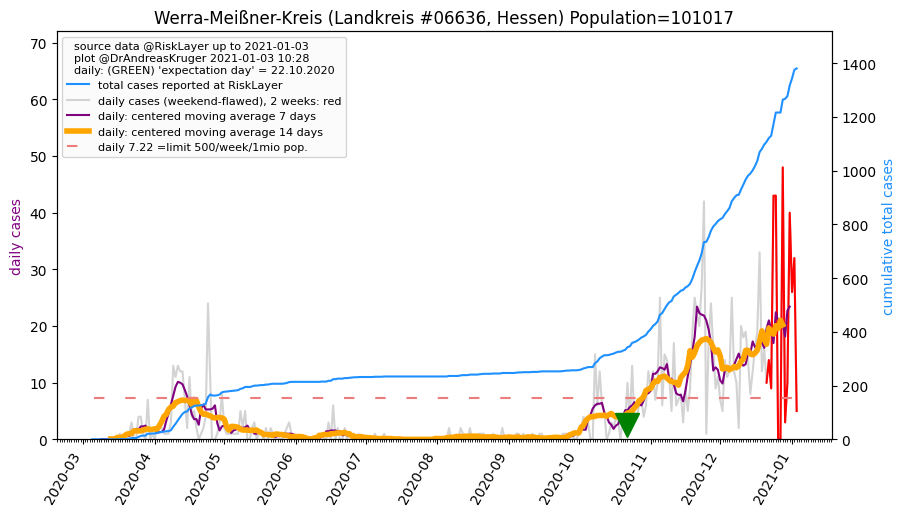 Werra-Meißner-Kreis (Landkreis #06636, Hessen) Population=101017
source data @RiskLayer up to 2021-01-03
plot @DrAndreasKruger 2021-01-03 10:28
daily: (GREEN) 'expectation day' = 22.10.2020
total cases reported at RiskLayer
daily cases (weekend-flawed), 2 weeks: red
daily: centered moving average 7 days
daily: centered moving average 14 days
daily 7.22 =limit 500/week/1mio pop.
daily cases
70
60
50
40
30
20
10
0
cumulative total cases
1400
1200
1000
800
600
400
200
0
2020-03
2020-04
2020-05
2020-06
2020-07
2020-08
2020-09
2020-10
2020-11
2020-12
2021-01